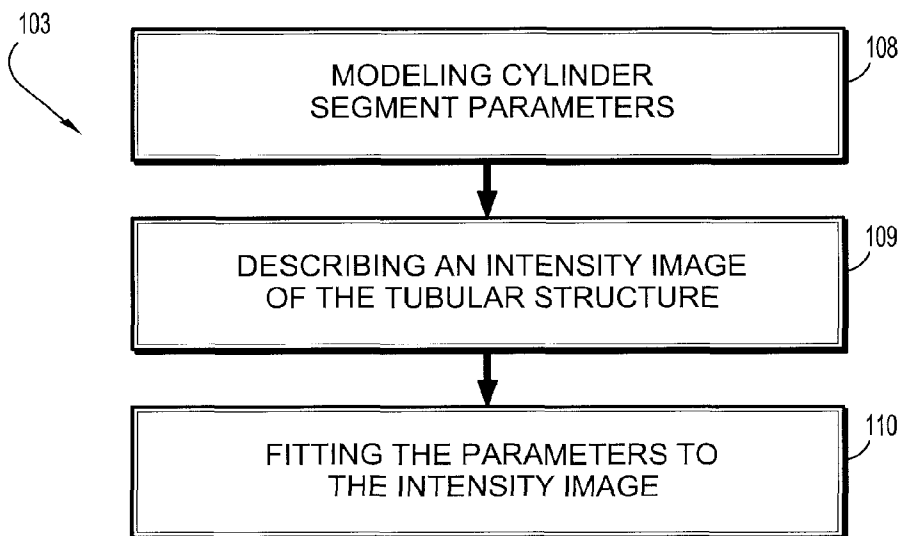 103
108
MODELING CYLINDER
SEGMENT PARAMETERS
109
DESCRIBING AN INTENSITY IMAGE
OF THE TUBULAR STRUCTURE
110
FITTING THE PARAMETERS TO
THE INTENSITY IMAGE